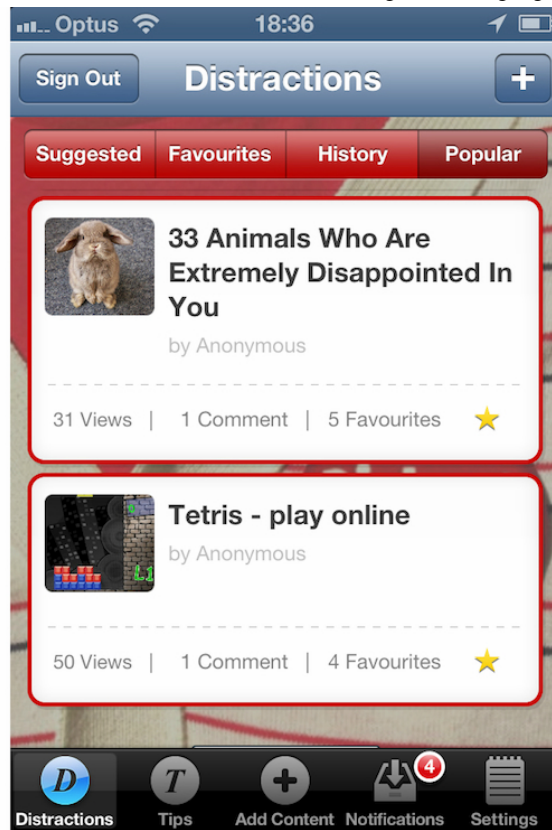 Optus 18:36
Sign Out Distractions +
Suggested Favourites History Popular
33 Animals Who Are
Extremely Disappointed In
You
by Anonymous
31 Views | 1 Comment | 5 Favourites
Tetris - play online
by Anonymous
L1
50 Views | 1 Comment | 4 Favourites
D T + 4
Distractions Tips Add Content Notifications Settings